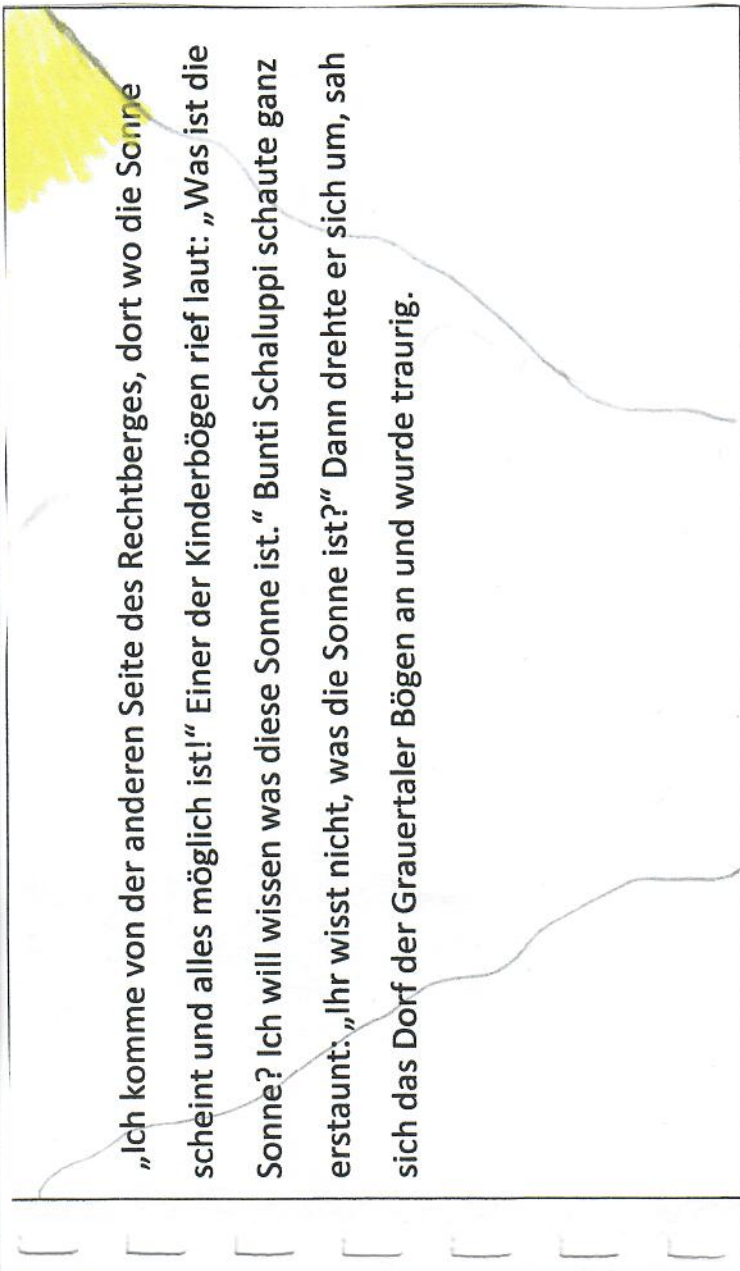 „Ich komme von der anderen Seite des Rechtberges, dort wo die Sonne
scheint und alles möglich ist!“ Einer der Kinderbögen rief laut: „Was ist die
Sonne? Ich will wissen was diese Sonne ist.“ Bunti Schaluppi schaute ganz
erstaunt: „Ihr wisst nicht, was die Sonne ist?“ Dann drehte er sich um, sah
sich das Dorf der Grauertaler Bögen an und wurde traurig.